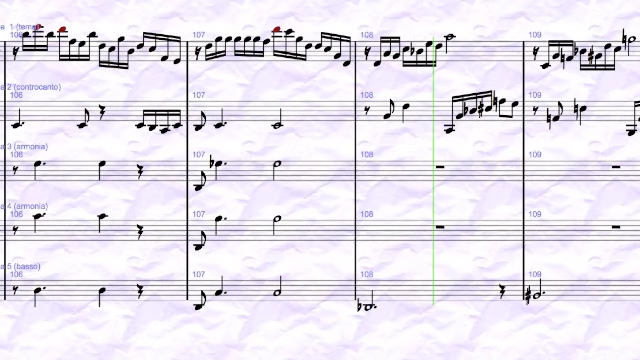 e 1 (tema)
106 107 108 109
a 2 (controcanto)
106 107 108 109
a 3 (armonia)
106 107 108 109
a 4 (armonia)
106 107 108 109
a 5 (basso)
106 107 108 109